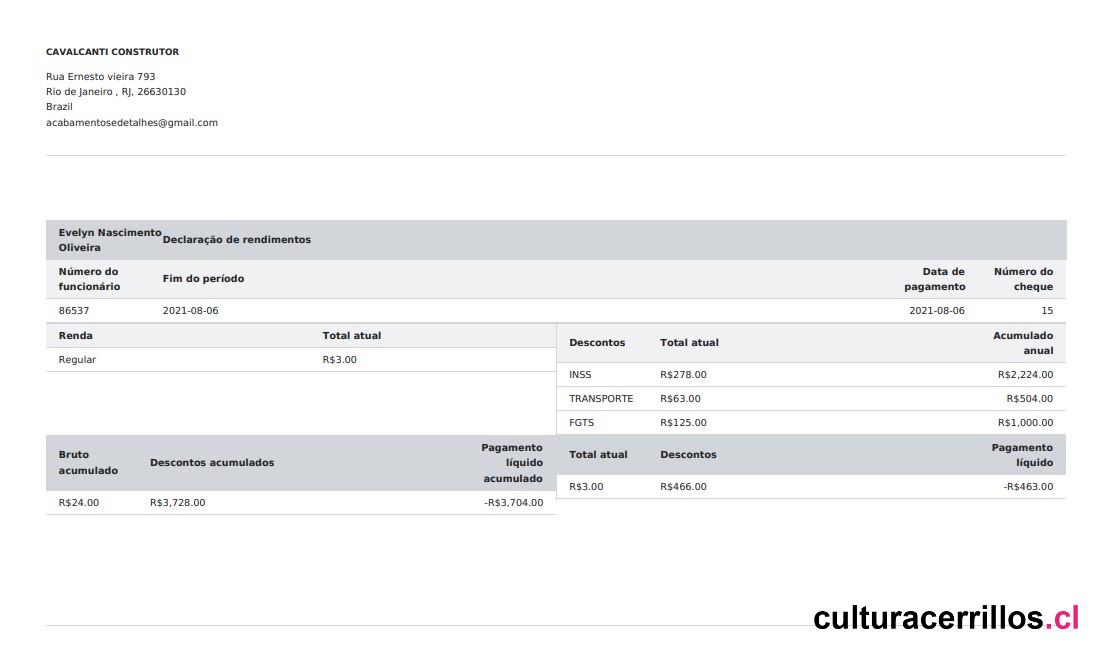 CAVALCANTI CONSTRUTOR
Rua Ernesto vieira 793
Rio de Janeiro , RJ, 26630130
Brazil
acabamentosedetalhes@gmail.com
Evelyn Nascimento
Oliveira
Declaração de rendimentos
Número do
funcionário
Fim do período
Data de
pagamento
Número do
cheque
86537 2021-08-06 2021-08-06 15
Renda Total atual
Regular R$3.00
Descontos Total atual
Acumulado
anual
INSS R$278.00 R$2,224.00
TRANSPORTE R$63.00 R$504.00
FGTS R$125.00 R$1,000.00
Bruto
acumulado
Descontos acumulados
Pagamento
líquido
acumulado
R$24.00 R$3,728.00 -R$3,704.00
Total atual Descontos
Pagamento
líquido
R$3.00 R$466.00 -R$463.00
culturacerrillos.cl